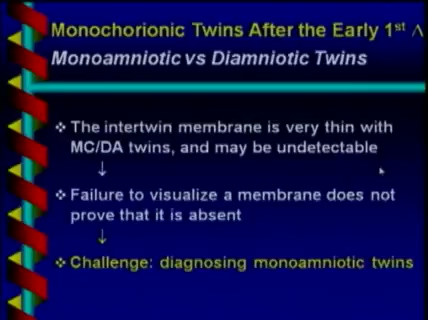 Monochorionic Twins After the Early 1st
Monoamniotic vs Diamniotic Twins
❖ The intertwin membrane is very thin with
MC/DA twins, and may be undetectable
↓
❖ Failure to visualize a membrane does not
prove that it is absent
↓
❖ Challenge: diagnosing monoamniotic twins